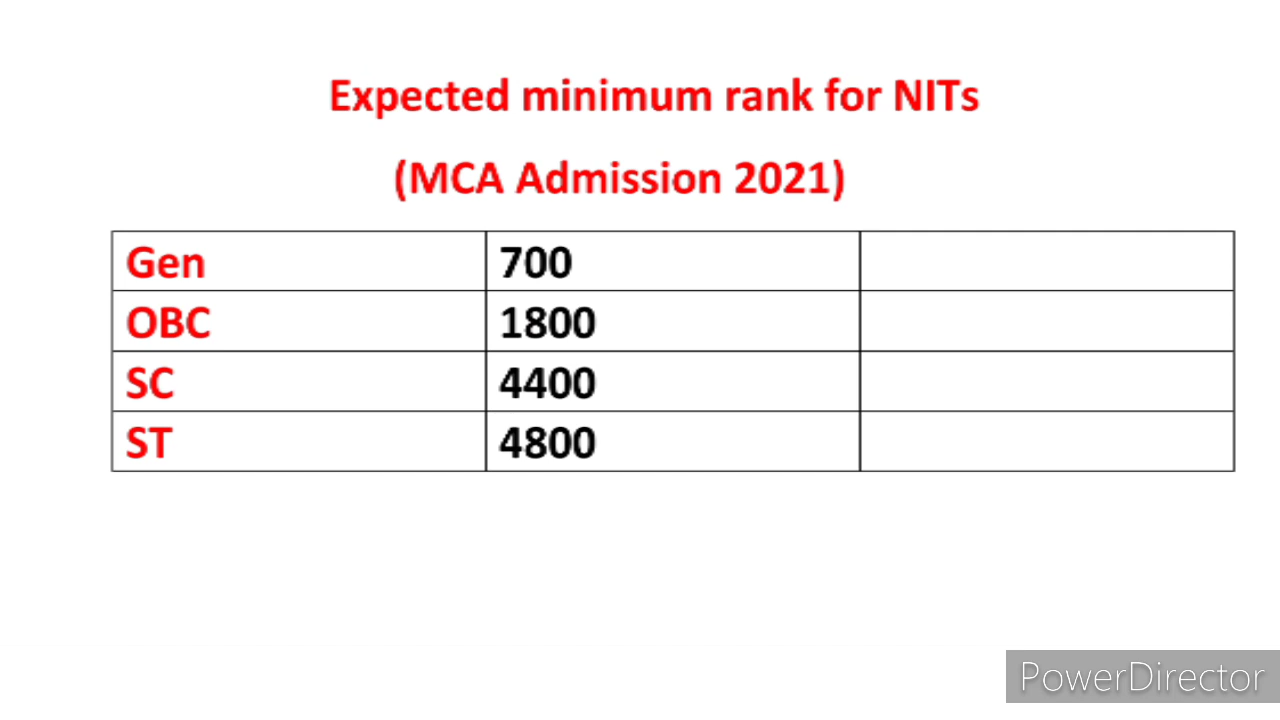 Expected minimum rank for NITs
(MCA Admission 2021)
Gen 700
OBC 1800
SC 4400
ST 4800
PowerDirector